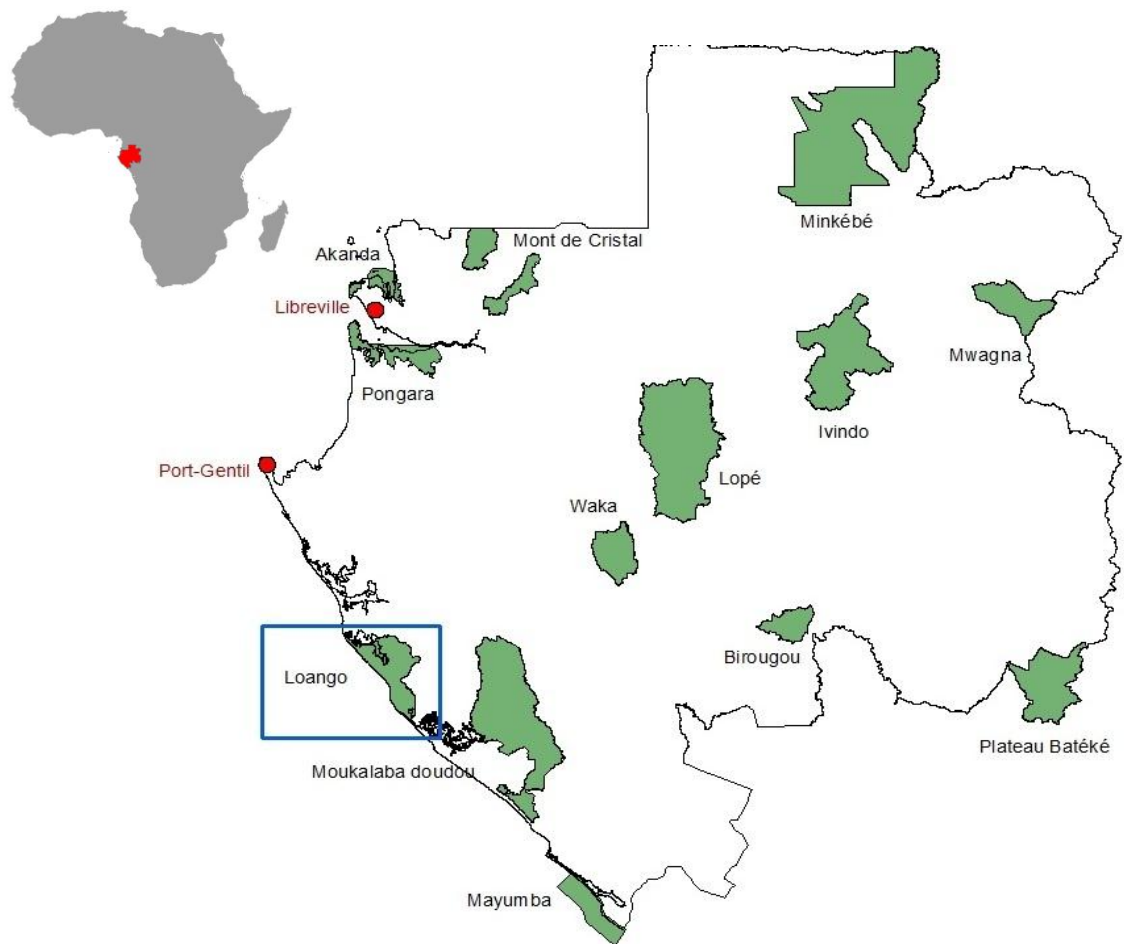 Minkébé
Akanda
Mont de Cristal
Libreville
Mwagna
Pongara
Ivindo
Port-Gentil
Lopé
Waka
Birougou
Loango
Plateau Batéké
Moukalaba doudou
Mayumba